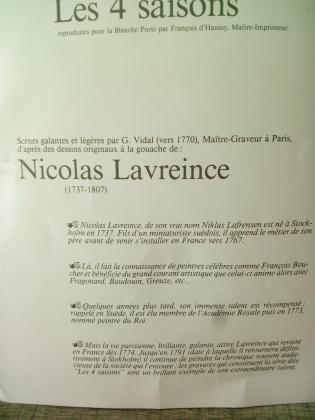 Les 4 saisons
reproduites pour la Blanche Porte par François d'Hausny, Maître-Imprimeur.
Scènes galantes et légères par G. Vidal (vers 1770), Maître-Graveur à Paris,
d'après des dessins originaux à la gouache de :
Nicolas Lavreince
(1737-1807)
Nicolas Lavreince, de son vrai nom Niklas Lafrensen est né à Stock-
holm en 1737. Fils d'un miniaturiste suédois, il apprend le métier de son
père avant de venir s'installer en France vers 1767.
Là, il fait la connaissance de peintres célèbres comme François Bou-
cher et bénéficie du grand courant artistique que celui-ci anime alors avec
Fragonard, Baudouin, Greuze, etc...
Quelques années plus tard, son immense talent est récompensé :
rappelé en Suède, il est élu membre de l'Académie Royale puis en 1773,
nommé peintre du Roi.
Mais la vie parisienne, brillante, galante, attire Lavreince qui revient
en France dès 1774. Jusqu'en 1791 (date à laquelle il retourne défini-
tivement à Stokholm) il continue de peindre la chronique souvent auda-
cieuse de la société qui l'entoure : les gravures qui constituent la série dite
"Les 4 saisons" sont un brillant exemple de son extraordinaire talent.